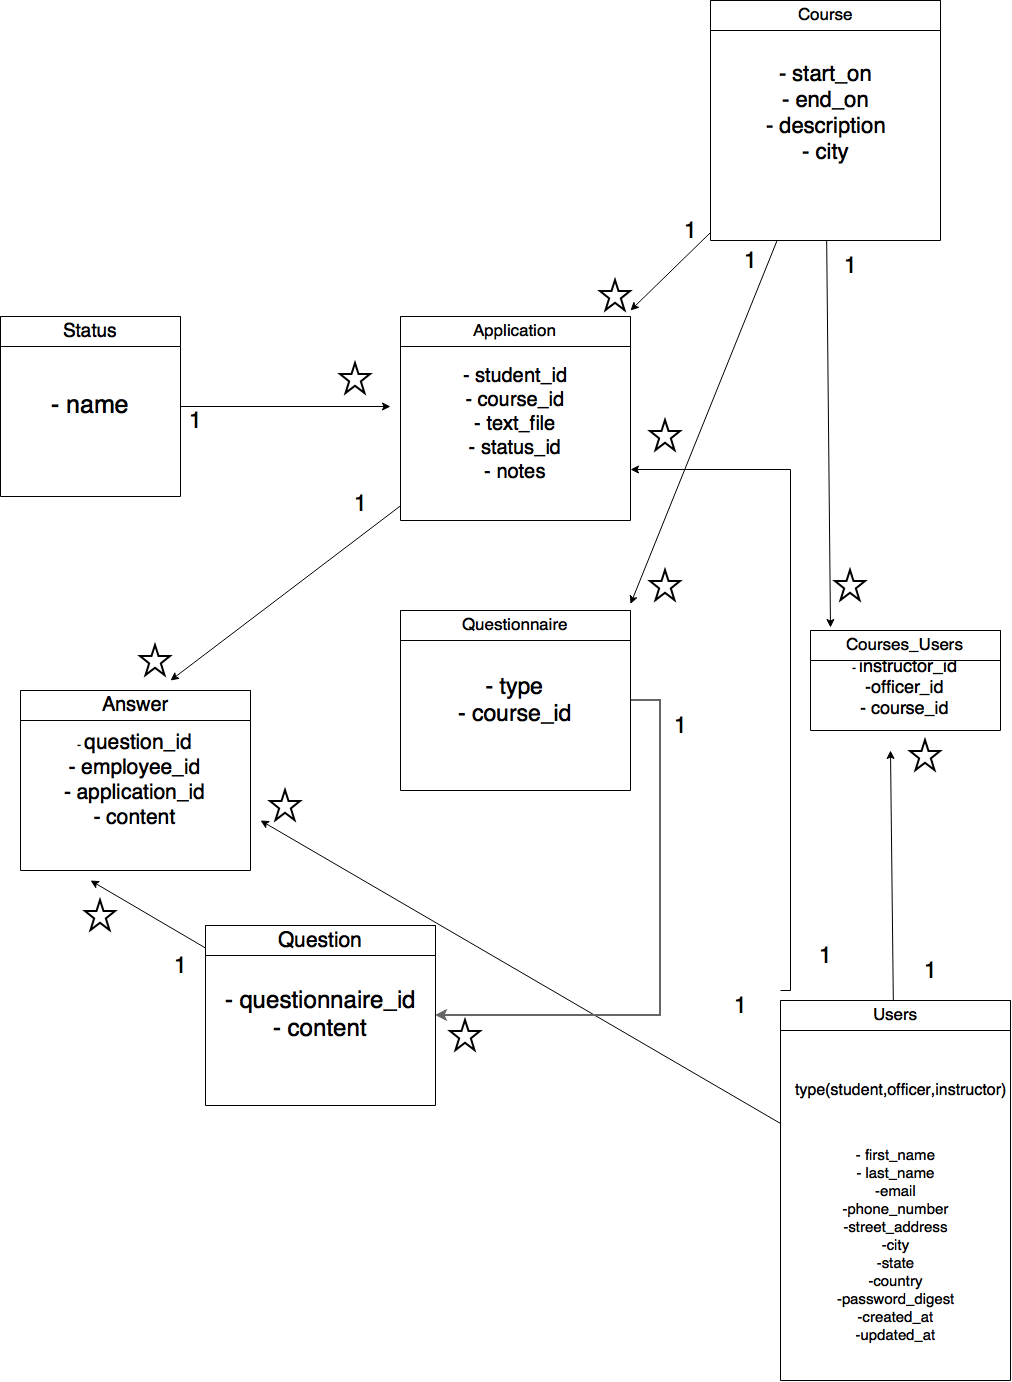 Course
- start_on
- end_on
- description
- city
1
1
1
Status
- name
1
Application
- student_id
- course_id
- text_file
- status_id
- notes
1
Questionnaire
- type
- course_id
1
Courses_Users
- instructor_id
-officer_id
- course_id
Answer
- question_id
- employee_id
- application_id
- content
Question
- questionnaire_id
- content
1
1
1
1
Users
type(student,officer,instructor)
- first_name
- last_name
-email
-phone_number
-street_address
-city
-state
-country
-password_digest
-created_at
-updated_at